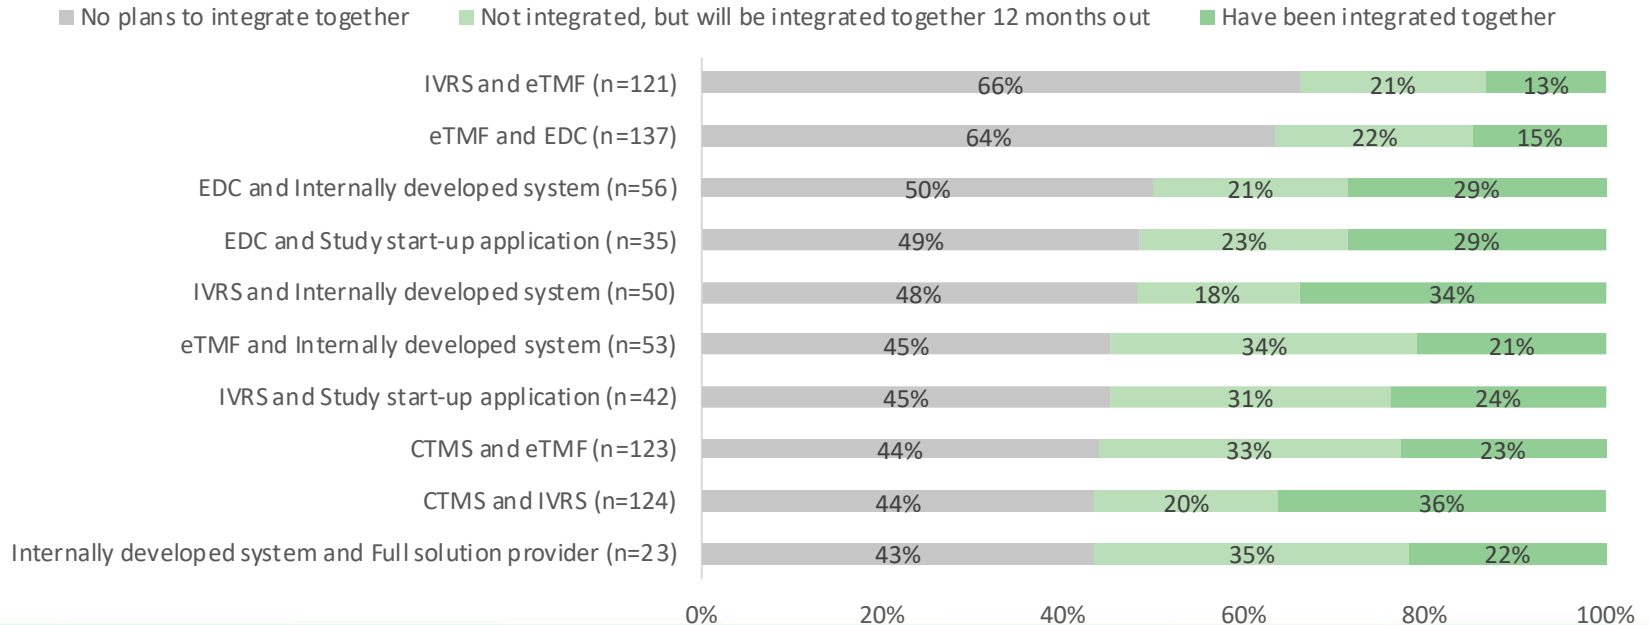 No plans to integrate together Not integrated, but will be integrated together 12 months out Have been integrated together
IVRS and eTMF (n=121) 66% 21% 13%
eTMF and EDC (n=137) 64% 22% 15%
EDC and Internally developed system (n=56) 50% 21% 29%
EDC and Study start-up application (n=35) 49% 23% 29%
IVRS and Internally developed system (n=50) 48% 18% 34%
eTMF and Internally developed system (n=53) 45% 34% 21%
IVRS and Study start-up application (n=42) 45% 31% 24%
CTMS and eTMF (n=123) 44% 33% 23%
CTMS and IVRS (n=124) 44% 20% 36%
Internally developed system and Full solution provider (n=23) 43% 35% 22%
0% 20% 40% 60% 80% 100%